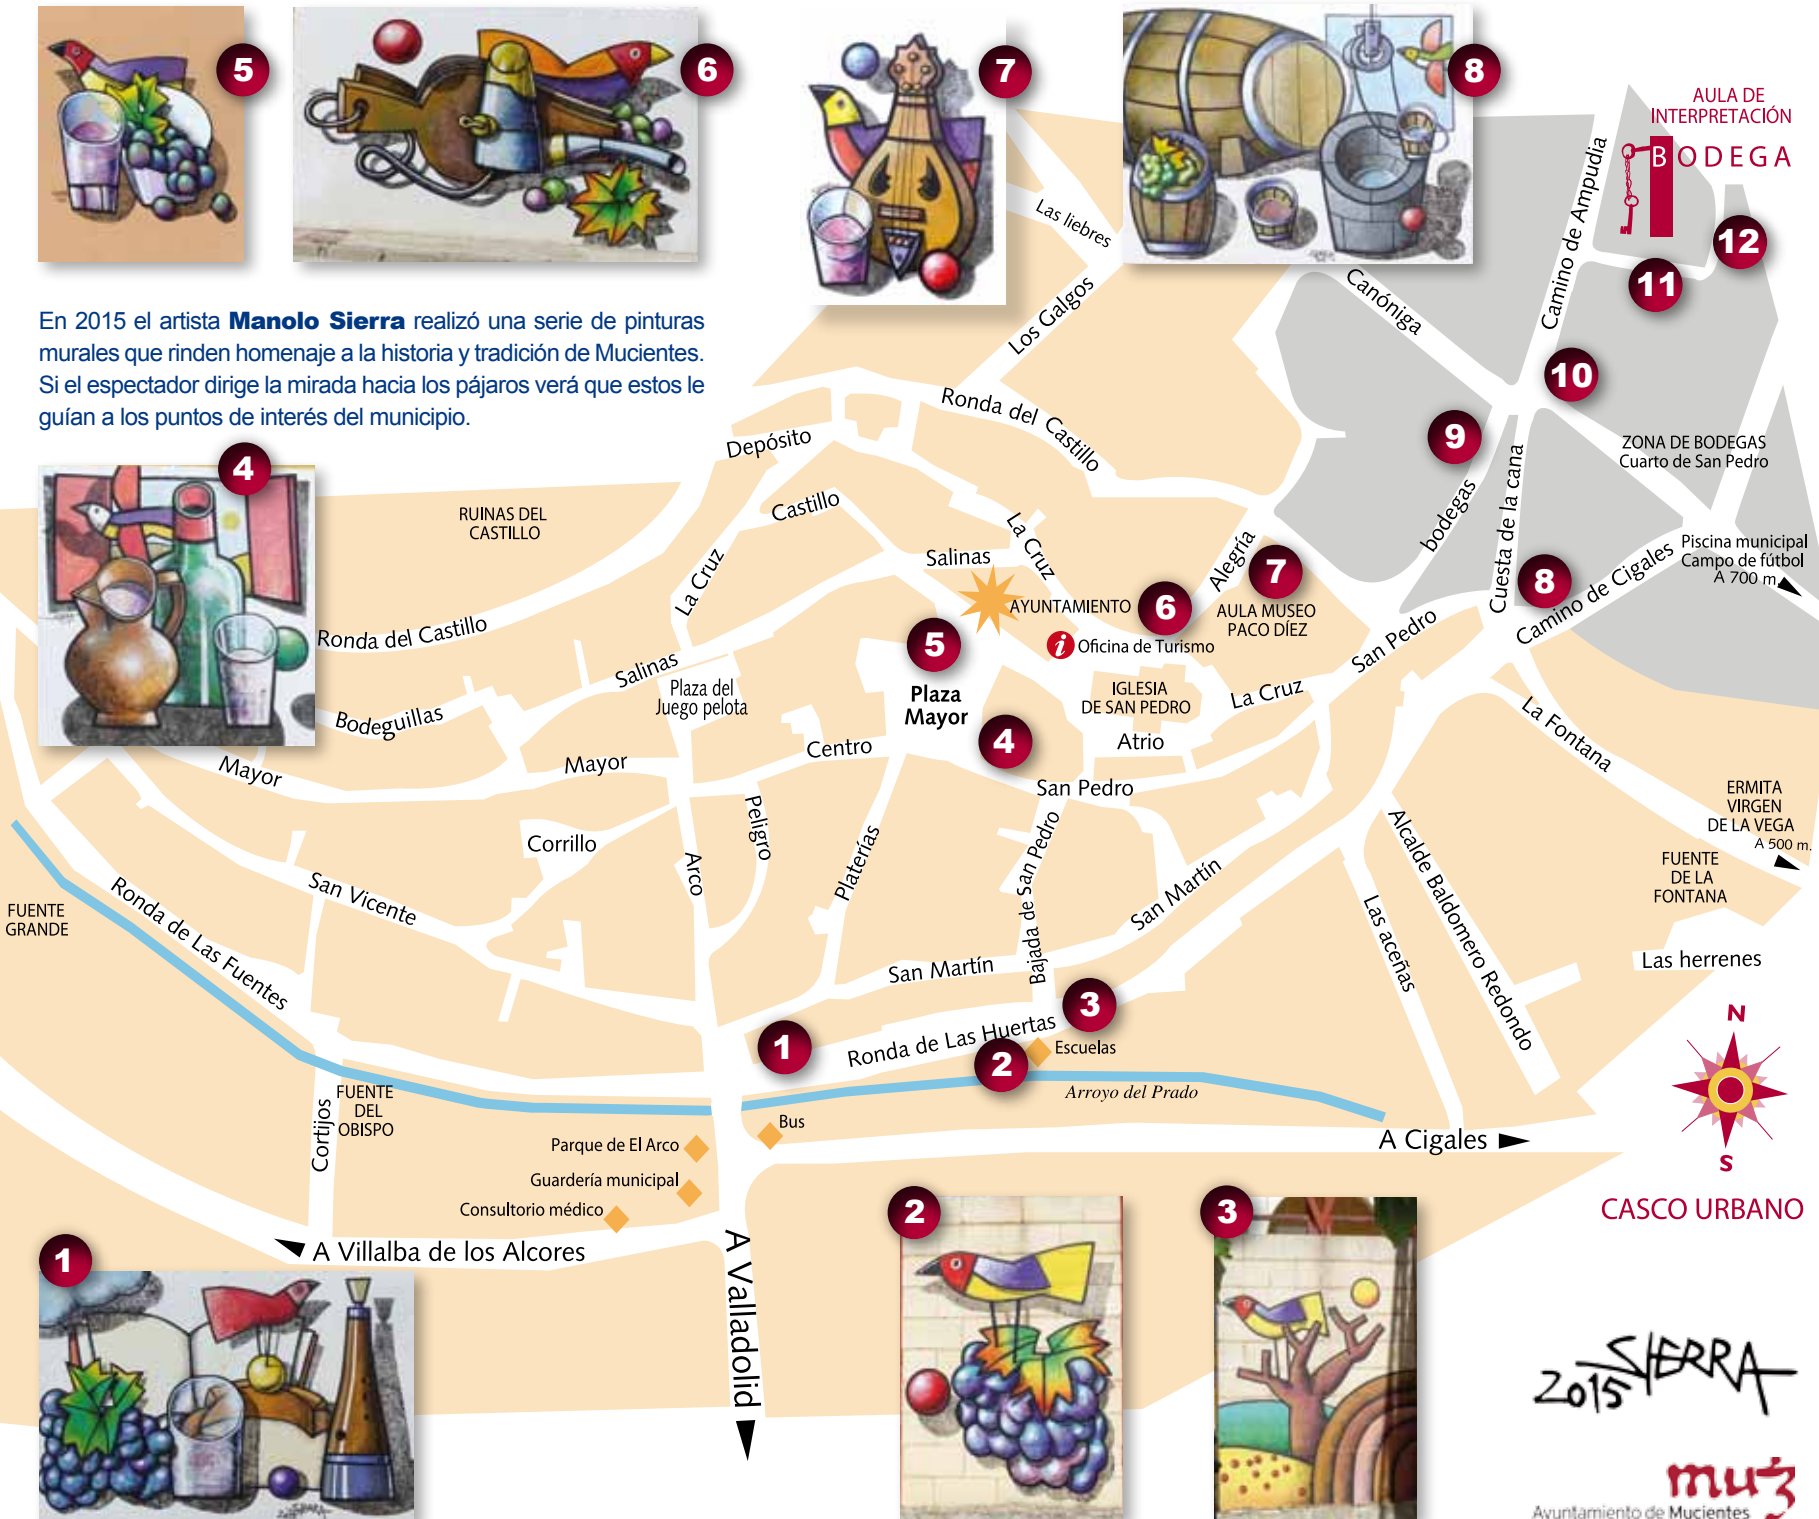 5
6
7
8
En 2015 el artista Manolo Sierra realizó una serie de pinturas
murales que rinden homenaje a la historia y tradición de Mucientes.
Si el espectador dirige la mirada hacia los pájaros verá que estos le
guían a los puntos de interés del municipio.
AULA DE
INTERPRETACIÓN
BODEGA
12
11
10
9
Camino de Ampudia
Las liebres
Los Galgos
Canóniga
Ronda del Castillo
Depósito
Castillo
4
RUINAS DEL
CASTILLO
La Cruz
Salinas
La Cruz
Alegría
bodegas
Cuesta de la cana
ZONA DE BODEGAS
Cuarto de San Pedro
Piscina municipal
Campo de fútbol
A 700 m.
8
Camino de Cigales
7
AULA MUSEO
PACO DÍEZ
6
AYUNTAMIENTO
i Oficina de Turismo
5
Plaza
Mayor
Ronda del Castillo
Salinas
Plaza del
Juego pelota
Bodeguillas
IGLESIA
DE SAN PEDRO
La Cruz
San Pedro
Atrio
4
Centro
Mayor
Mayor
San Pedro
La Fontana
ERMITA
VIRGEN
DE LA VEGA
A 500 m.
FUENTE
DE LA
FONTANA
Peligro
Corrillo
Arco
Platerías
Bajada de San Pedro
San Martín
Alcalde Baldomero Redondo
Las aceñas
San Vicente
FUENTE
GRANDE
Ronda de Las Fuentes
San Martín
Las herrenes
3
1
Ronda de Las Huertas
2
Escuelas
Arroyo del Prado
N
S
FUENTE
DEL
OBISPO
Cortijos
Bus
Parque de El Arco
Guardería municipal
Consultorio médico
A Cigales
A Villalba de los Alcores
A Valladolid
CASCO URBANO
1
2
3
2015 SIERRA
muz
Ayuntamiento de Mucientes